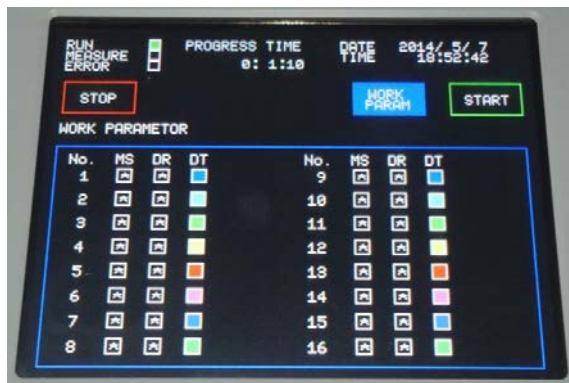 RUN PROGRESS TIME DATE 2014/ 5/ 7
MEASURE 0: 1:10 TIME 18:52:42
ERROR
STOP WORK PARAM START
WORK PARAMETOR
No. MS DR DT No. MS DR DT
1 * * 9 * *
2 * * 10 * *
3 * * 11 * *
4 * * 12 * *
5 * * 13 * *
6 * * 14 * *
7 * * 15 * *
8 * * 16 * *